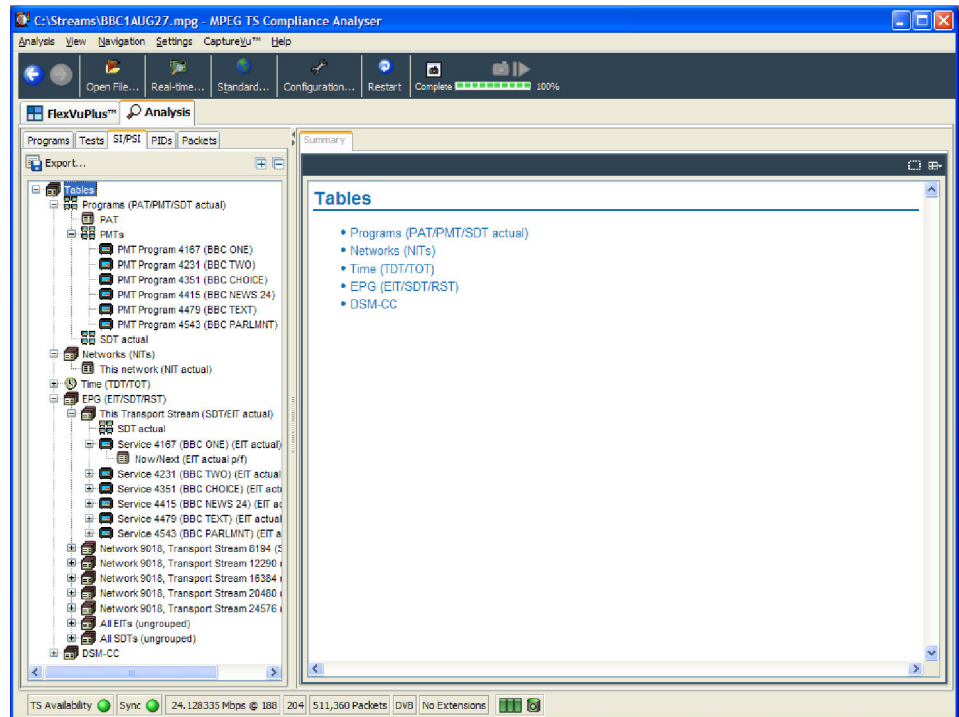 C:\Streams\BBC1AUG27.mpg - MPEG TS Compliance Analyser
Analysis View Navigation Settings CaptureVu™ Help
Open File... Real-time... Standard... Configuration... Restart Complete 100%
FlexVuPlus™ Analysis
Programs Tests SI/PSI PIDs Packets
Export...
Tables
Programs (PAT/PMT/SDT actual)
PAT
PMTs
PMT Program 4167 (BBC ONE)
PMT Program 4231 (BBC TWO)
PMT Program 4351 (BBC CHOICE)
PMT Program 4415 (BBC NEWS 24)
PMT Program 4479 (BBC TEXT)
PMT Program 4543 (BBC PARLMNT)
SDT actual
Networks (NITs)
This network (NIT actual)
Time (TDT/TOT)
EPG (EIT/SDT/RST)
This Transport Stream (SDT/EIT actual)
SDT actual
Service 4167 (BBC ONE) (EIT actual)
Now/Next (EIT actual p/f)
Service 4231 (BBC TWO) (EIT actual
Service 4351 (BBC CHOICE) (EIT actu
Service 4415 (BBC NEWS 24) (EIT ac
Service 4479 (BBC TEXT) (EIT actual
Service 4543 (BBC PARLMNT) (EIT a
Network 9018, Transport Stream 8194 (S
Network 9018, Transport Stream 12290
Network 9018, Transport Stream 16384
Network 9018, Transport Stream 20480
Network 9018, Transport Stream 24576
All EITs (ungrouped)
All SDTs (ungrouped)
DSM-CC
Summary
Tables
• Programs (PAT/PMT/SDT actual)
• Networks (NITs)
• Time (TDT/TOT)
• EPG (EIT/SDT/RST)
• DSM-CC
TS Availability Sync 24.128335 Mbps @ 188 204 511,360 Packets DVB No Extensions